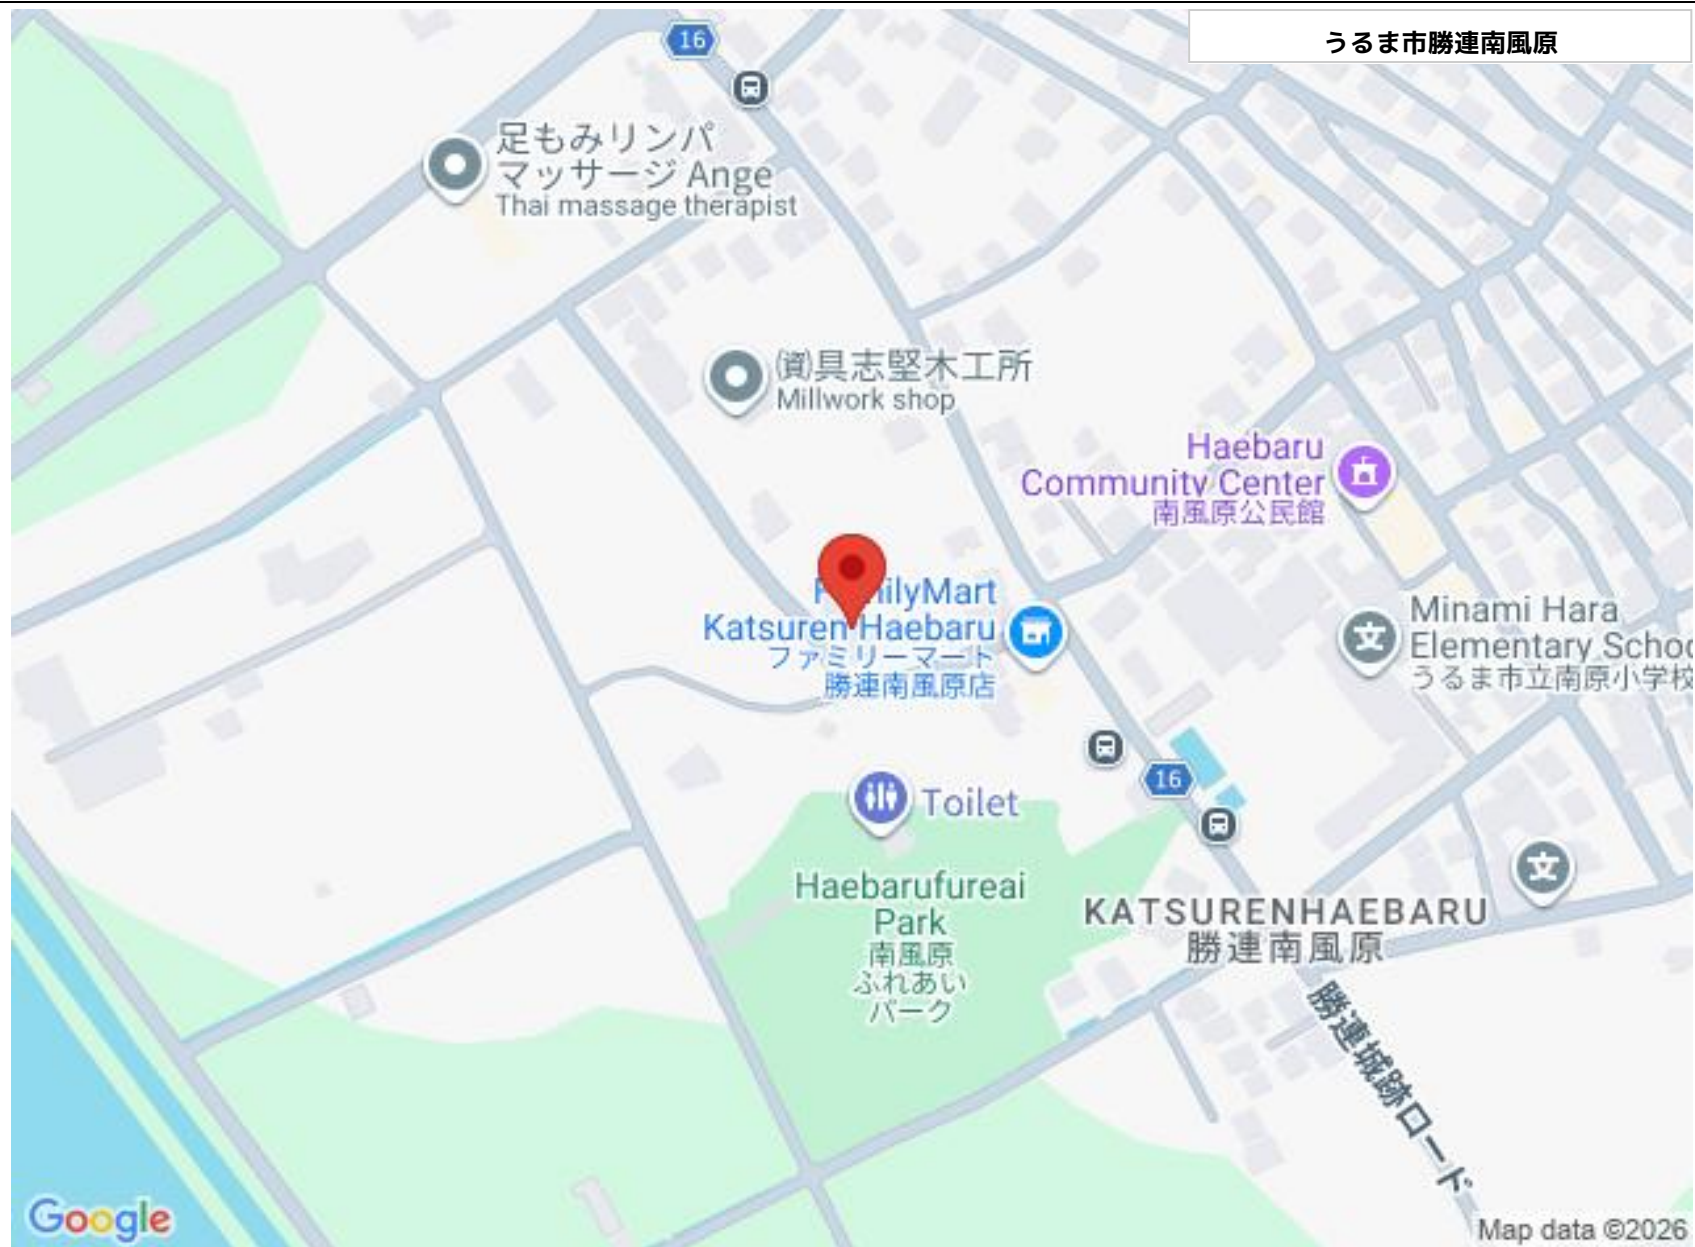 うるま市勝連南風原
16
足もみリンパ
マッサージ Ange
Thai massage therapist
㈾具志堅木工所
Millwork shop
Haebaru
Community Center
南風原公民館
FamilyMart
Katsuren Haebaru
ファミリーマート
勝連南風原店
Minami Hara
Elementary Schoo
うるま市立南原小学校
16
Toilet
Haebarufureai
Park
南風原
ふれあい
パーク
KATSURENHAEBARU
勝連南風原
勝連城跡ロード
Google
Map data ©2026